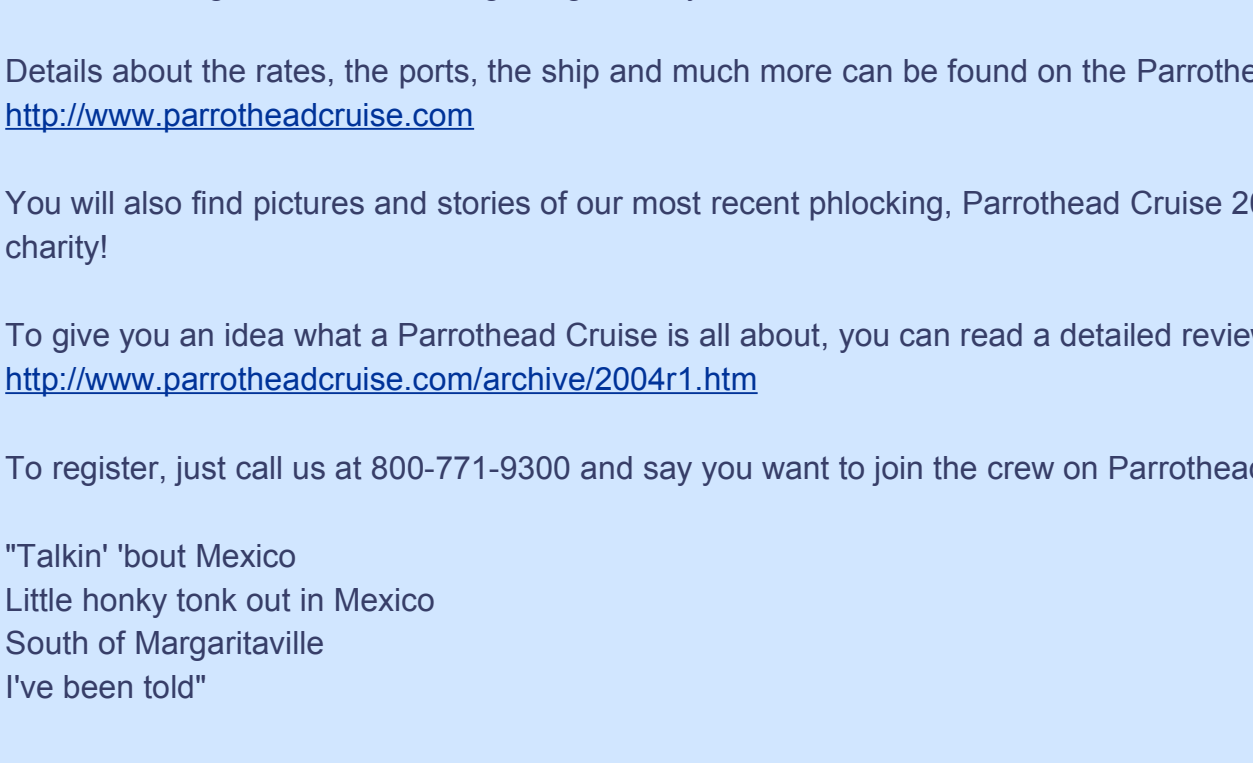 Details about the rates, the ports, the ship and much more can be found on the
http://www.parrotheadcruise.com
You will also find pictures and stories of our most recent phlocking, Parrothead Cruise
charity!
To give you an idea what a Parrothead Cruise is all about, you can read a detailed
http://www.parrotheadcruise.com/archive/2004r1.htm
To register, just call us at 800-771-9300 and say you want to join the crew on
"Talkin' 'bout Mexico
Little honky tonk out in Mexico
South of Margaritaville
I've been told"